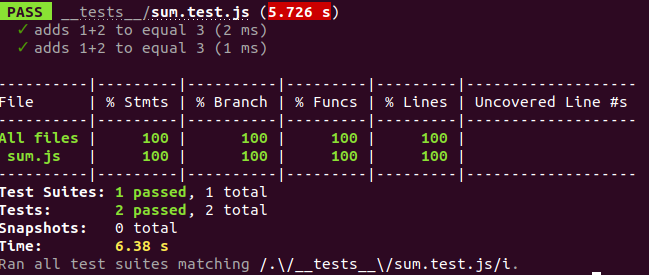 PASS __tests__/sum.test.js (5.726 s)
✓ adds 1+2 to equal 3 (2 ms)
✓ adds 1+2 to equal 3 (1 ms)
----------|---------|----------|---------|---------|-------------------
File      | % Stmts | % Branch | % Funcs | % Lines | Uncovered Line #s
----------|---------|----------|---------|---------|-------------------
All files |     100 |      100 |     100 |     100 |
 sum.js   |     100 |      100 |     100 |     100 |
----------|---------|----------|---------|---------|-------------------
Test Suites: 1 passed, 1 total
Tests:       2 passed, 2 total
Snapshots:   0 total
Time:        6.38 s
Ran all test suites matching /.\/__tests__\/sum.test.js/i.